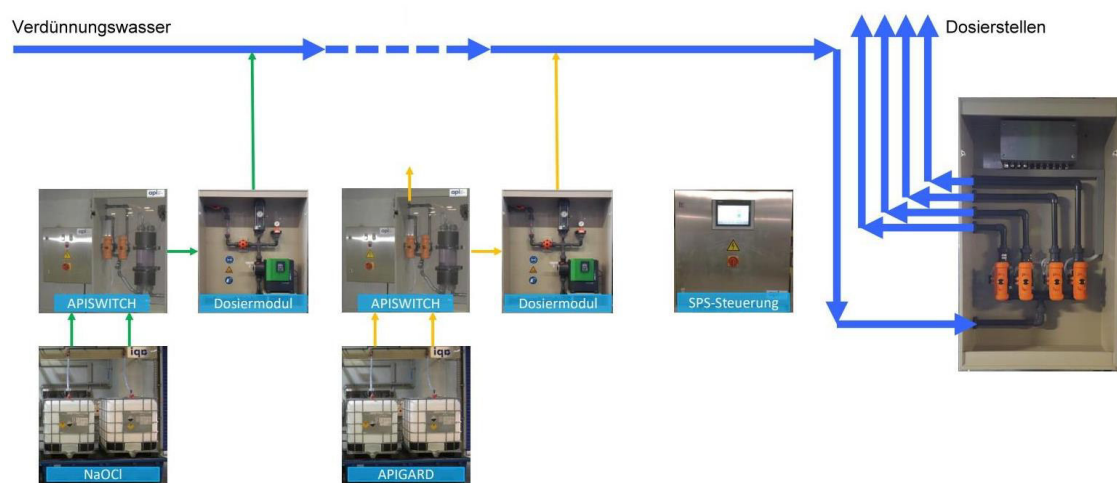 Verdünnungswasser
Dosierstellen
APISWITCH
Dosiermodul
APISWITCH
Dosiermodul
SPS-Steuerung
NaOCl
APIGARD